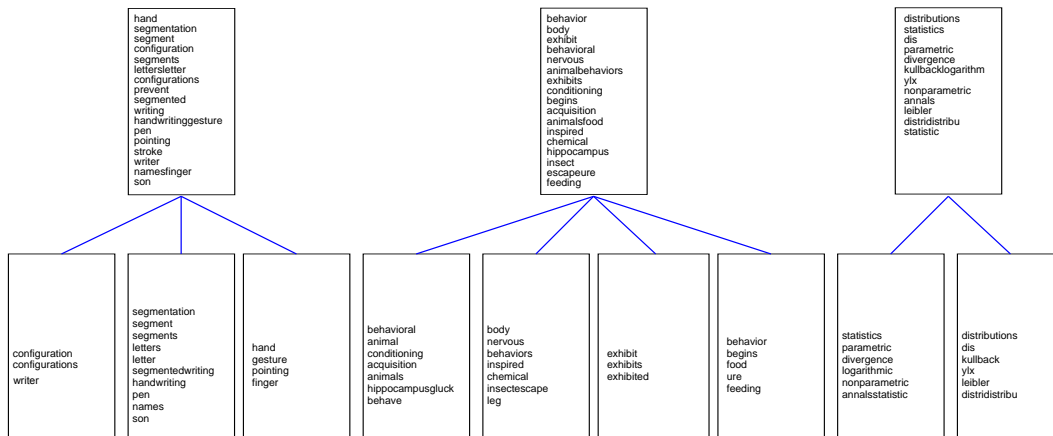 hand
segmentation
segment
configuration
segments
lettersletter
configurations
prevent
segmented
writing
handwritinggesture
pen
pointing
stroke
writer
namesfinger
son
behavior
body
exhibit
behavioral
nervous
animalbehaviors
exhibits
conditioning
begins
acquisition
animalsfood
inspired
chemical
hippocampus
insect
escapeure
feeding
distributions
statistics
dis
parametric
divergence
kullbacklogarithm
ylx
nonparametric
annals
leibler
distridistribu
statistic
configuration
configurations
writer
segmentation
segment
segments
letters
letter
segmentedwriting
handwriting
pen
names
son
hand
gesture
pointing
finger
behavioral
animal
conditioning
acquisition
animals
hippocampusgluck
behave
body
nervous
behaviors
inspired
chemical
insectescape
leg
exhibit
exhibits
exhibited
behavior
begins
food
ure
feeding
statistics
parametric
divergence
logarithmic
nonparametric
annalsstatistic
distributions
dis
kullback
ylx
leibler
distridistribu